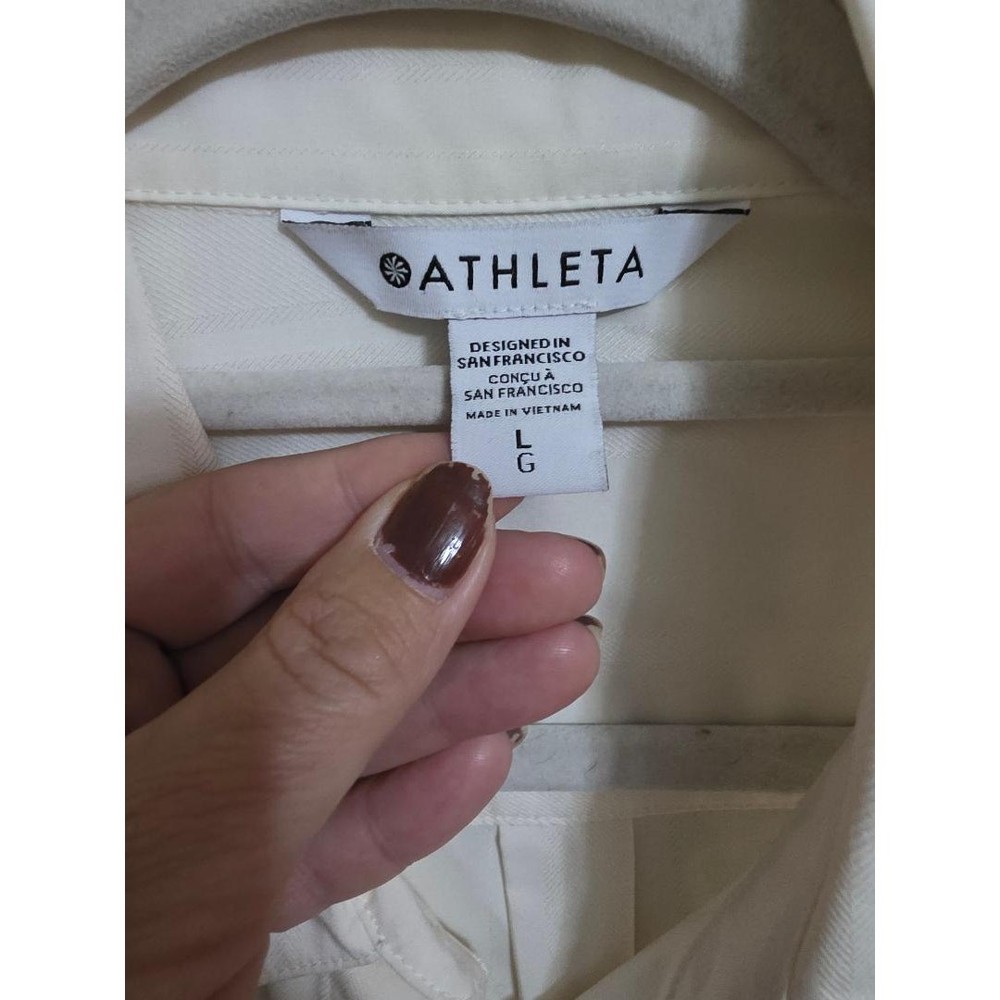 ATHLETA
DESIGNED IN
SAN FRANCISCO
CONÇU À
SAN FRANCISCO
MADE IN VIETNAM
L
G